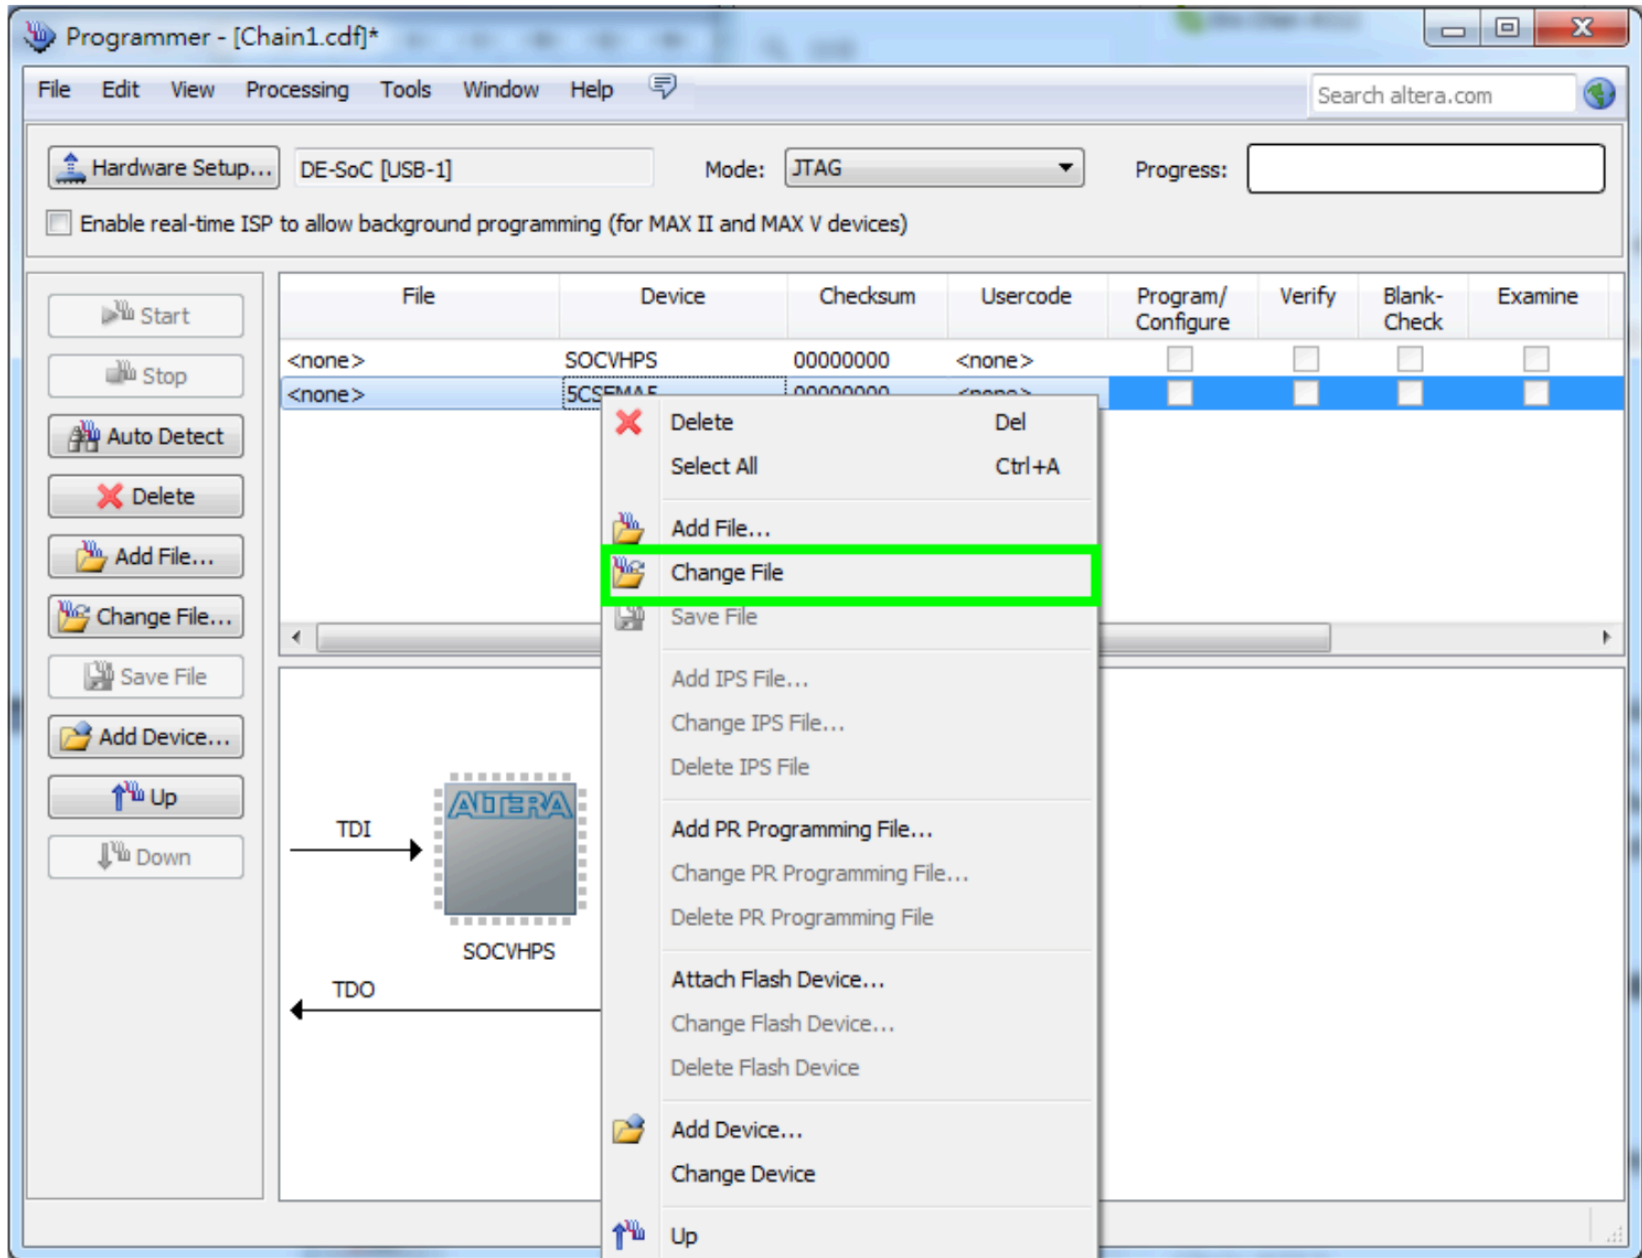 Programmer - [Chain1.cdf]*
File Edit View Processing Tools Window Help
Search altera.com
Hardware Setup...
DE-SoC [USB-1]
Mode:
JTAG
Progress:
Enable real-time ISP to allow background programming (for MAX II and MAX V devices)
Start
Stop
Auto Detect
Delete
Add File...
Change File...
Save File
Add Device...
Up
Down
File Device Checksum Usercode Program/ Configure Verify Blank- Check Examine
<none> SOCVHPS 00000000 <none>
<none> 5CSEMA5 00000000 <none>
Delete Del
Select All Ctrl+A
Add File...
Change File
Save File
Add IPS File...
Change IPS File...
Delete IPS File
Add PR Programming File...
Change PR Programming File...
Delete PR Programming File
Attach Flash Device...
Change Flash Device...
Delete Flash Device
Add Device...
Change Device
Up
TDI
ALTERA
SOCVHPS
TDO